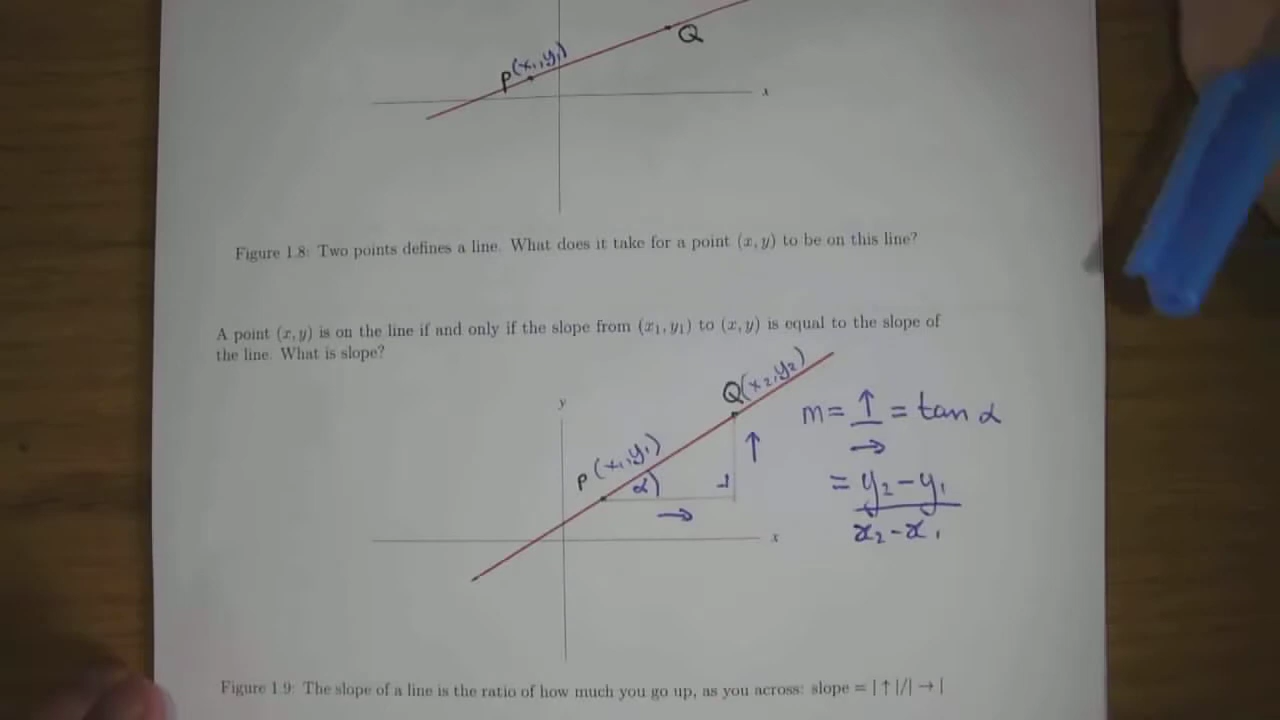 Q
P(x₁,y₁)
x
Figure 1.8: Two points defines a line. What does it take for a point (x, y) to be on this line?
A point (x, y) is on the line if and only if the slope from (x₁, y₁) to (x, y) is equal to the slope of
the line. What is slope?
y
Q(x₂,y₂)
m = ↑ = tan α
→
P(x₁,y₁)
↑
α
= y₂ - y₁
x₂ - x₁
→
x
Figure 1.9: The slope of a line is the ratio of how much you go up, as you across: slope = | ↑ |/| → |